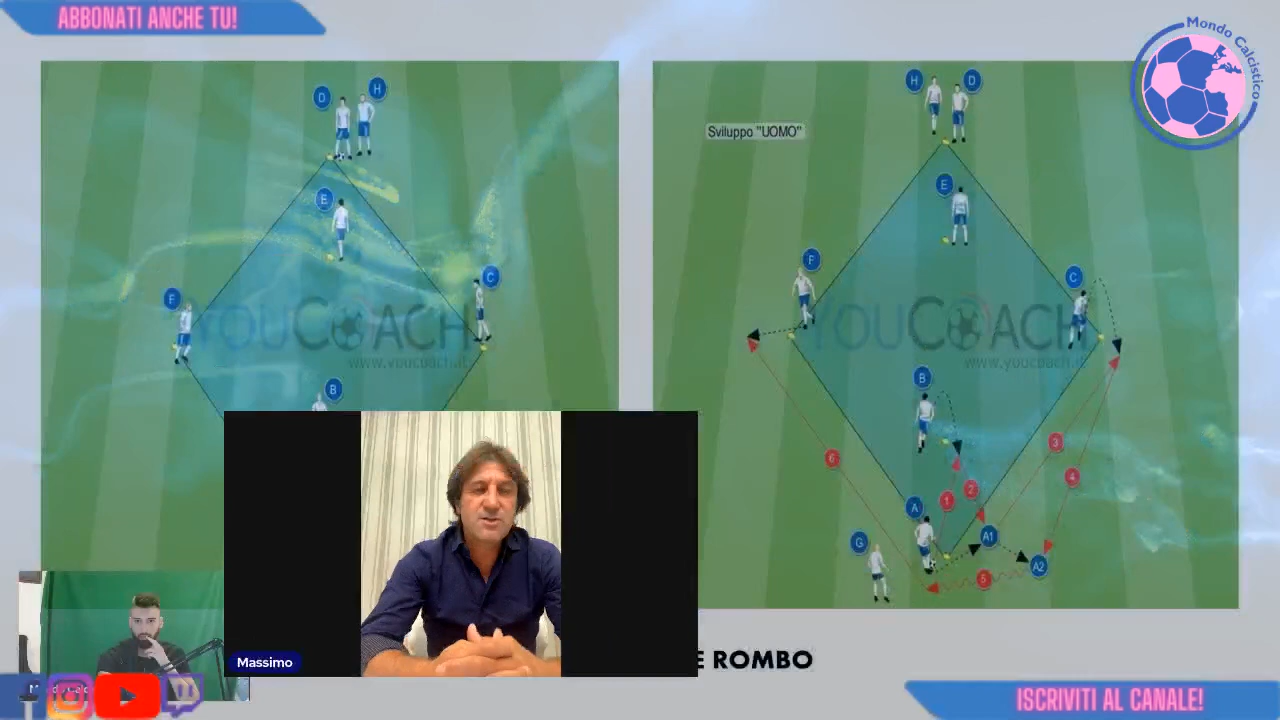 ABBONATI ANCHE TU!
Mondo Calcistico
D
H
H
D
Sviluppo "UOMO"
E
E
F
C
F
C
YOUCOACH
www.youcoach.it
YOUCOACH
www.youcoach.it
B
B
6
3
4
1
2
A
A1
G
A2
5
Massimo
E ROMBO
ISCRIVITI AL CANALE!